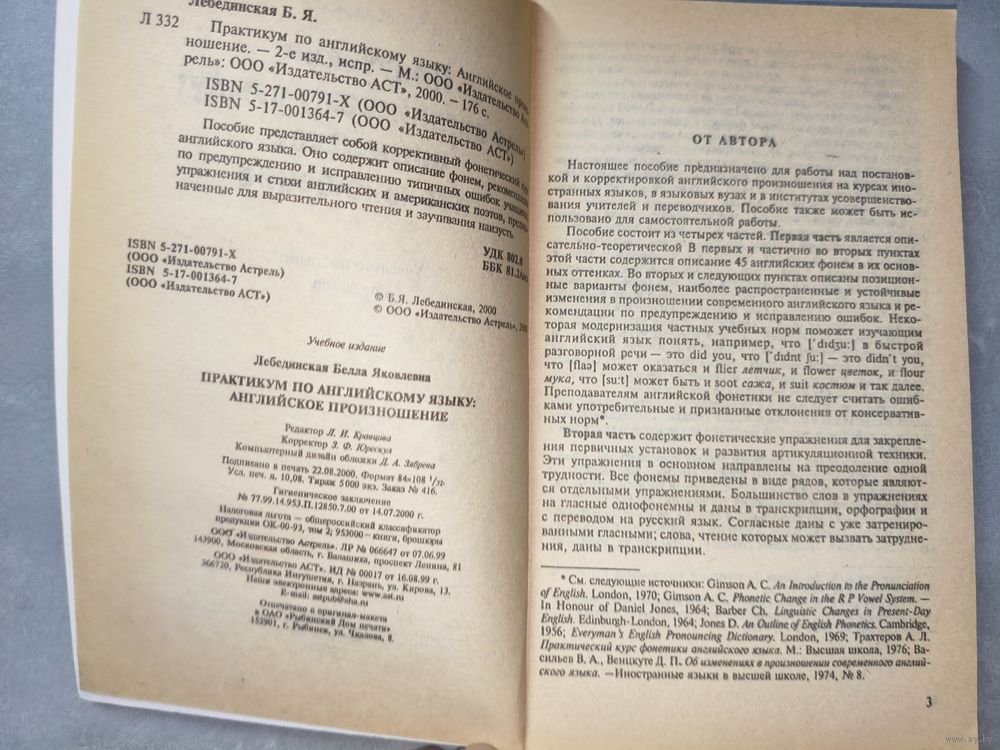 Лебединская Б. Я.
Л 332
Практикум по английскому языку: Английское произ-
ношение. — 2-е изд., испр. — М.: ООО «Издательство Аст-
рель»: ООО «Издательство АСТ», 2000. — 176 с.
ISBN 5-271-00791-X (ООО «Издательство Астрель»)
ISBN 5-17-001364-7 (ООО «Издательство АСТ»)
Пособие представляет собой коррективный фонетический курс
английского языка. Оно содержит описание фонем, рекомендации
по предупреждению и исправлению типичных ошибок учащихся,
упражнения и стихи английских и американских поэтов, предназ-
наченные для выразительного чтения и заучивания наизусть.
УДК 802.0
ББК 81.2Англ
ISBN 5-271-00791-X
(ООО «Издательство Астрель»)
ISBN 5-17-001364-7
(ООО «Издательство АСТ»)
© Б.Я. Лебединская, 2000
© ООО «Издательство Астрель», 2000
Учебное издание
Лебединская Белла Яковлевна
ПРАКТИКУМ ПО АНГЛИЙСКОМУ ЯЗЫКУ:
АНГЛИЙСКОЕ ПРОИЗНОШЕНИЕ
Редактор Л. И. Кравцова
Корректор З. Ф. Юрескул
Компьютерный дизайн обложки Д. А. Зябрева
Подписано в печать 22.08.2000. Формат 84×108 1/32.
Усл. печ. л. 10,08. Тираж 5000 экз. Заказ № 416.
Гигиеническое заключение
№ 77.99.14.953.П.12850.7.00 от 14.07.2000 г.
Налоговая льгота — общероссийский классификатор
продукции ОК-00-93, том 2; 953000 — книги, брошюры
ООО «Издательство Астрель». ЛР № 066647 от 07.06.99
143900, Московская область, г. Балашиха, проспект Ленина, 81
ООО «Издательство АСТ». ИД № 00017 от 16.08.99 г.
366720, Республика Ингушетия, г. Назрань, ул. Кирова, 13.
Наши электронные адреса: www.ast.ru
E-mail: astpub@aha.ru
Отпечатано с оригинал-макета
в ОАО «Рыбинский Дом печати»
152901, г. Рыбинск, ул. Чкалова, 8.
ОТ АВТОРА
Настоящее пособие предназначено для работы над постанов-
кой и корректировкой английского произношения на курсах ино-
странных языков, в языковых вузах и в институтах усовершенство-
вания учителей и переводчиков. Пособие также может быть ис-
пользовано для самостоятельной работы.
Пособие состоит из четырех частей. Первая часть является опи-
сательно-теоретической В первых и частично во вторых пунктах
этой части содержится описание 45 английских фонем в их основ-
ных оттенках. Во вторых и следующих пунктах описаны позицион-
ные варианты фонем, наиболее распространенные и устойчивые
изменения в произношении современного английского языка и ре-
комендации по предупреждению и исправлению ошибок. Неко-
торая модернизация частных учебных норм поможет изучающим
английский язык понять, например, что [ˈdɪdʒuː] в быстрой
разговорной речи — это did you, что [ˈdɪdnt ʃuː] — это didn't you,
что [flaə] может оказаться и flier летчик, и flower цветок, и flour
мука, что [suːt] может быть и soot сажа, и suit костюм и так далее.
Преподавателям английской фонетики не следует считать ошиб-
ками употребительные и признанные отклонения от консерватив-
ных норм*.
Вторая часть содержит фонетические упражнения для закрепле-
ния первичных установок и развития артикуляционной техники.
Эти упражнения в основном направлены на преодоление одной
трудности. Все фонемы приведены в виде рядов, которые являют-
ся отдельными упражнениями. Большинство слов в упражнениях
на гласные однофонемны и даны в транскрипции, орфографии и
с переводом на русский язык. Согласные даны с уже затрениро-
ванными гласными; слова, чтение которых может вызвать затрудне-
ния, даны в транскрипции.
* См. следующие источники: Gimson A. C. An Introduction to the Pronunciation
of English. London, 1970; Gimson A. C. Phonetic Change in the R P Vowel System. —
In Honour of Daniel Jones, 1964; Barber Ch. Linguistic Changes in Present-Day
English. Edinburgh-London, 1964; Jones D. An Outline of English Phonetics. Cambridge,
1956; Everyman's English Pronouncing Dictionary. London, 1969; Трахтеров А. Л.
Практический курс фонетики английского языка. М.: Высшая школа, 1976; Ва-
сильев В. А., Венцкуте Д. П. Об изменениях в произношении современного англий-
ского языка. —Иностранные языки в высшей школе, 1974, № 8.
3
www.ay.by